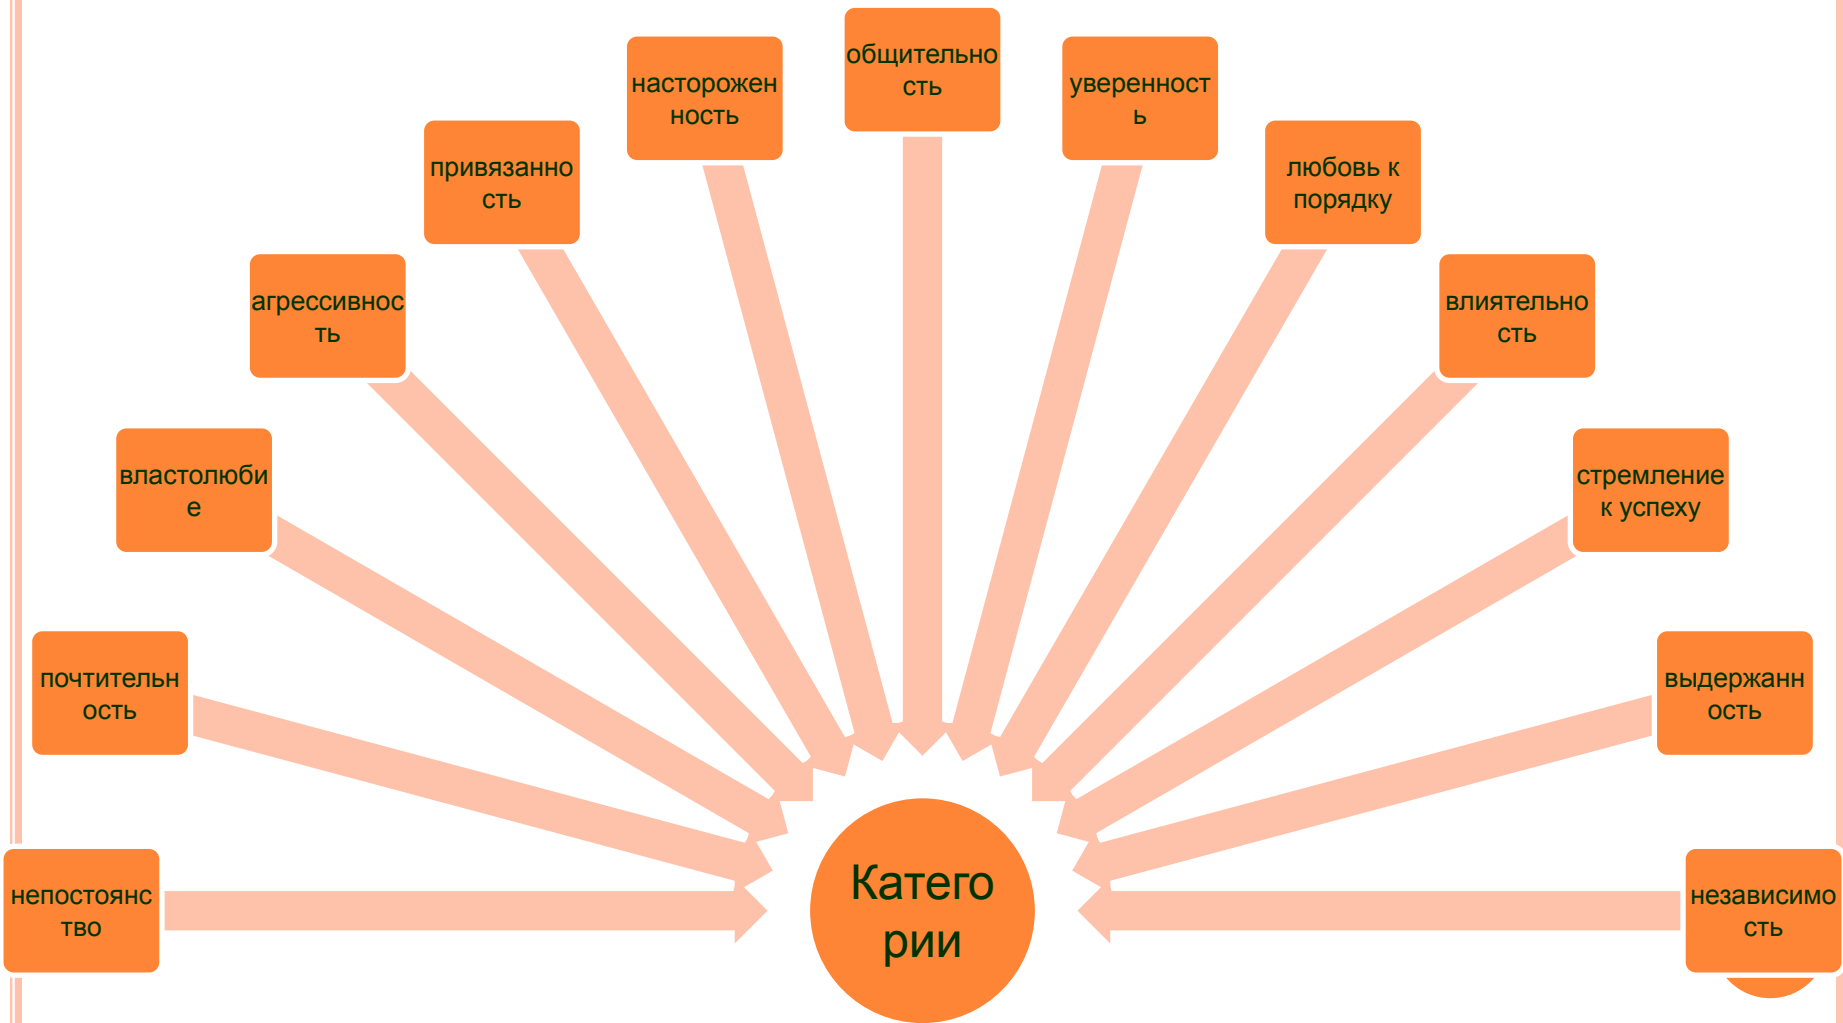 непостоянс
тво
почтительн
ость
властолюби
е
агрессивнос
ть
привязанно
сть
насторожен
ность
общительно
сть
уверенност
ь
любовь к
порядку
влиятельно
сть
стремление
к успеху
выдержанн
ость
независимо
сть
Катего
рии